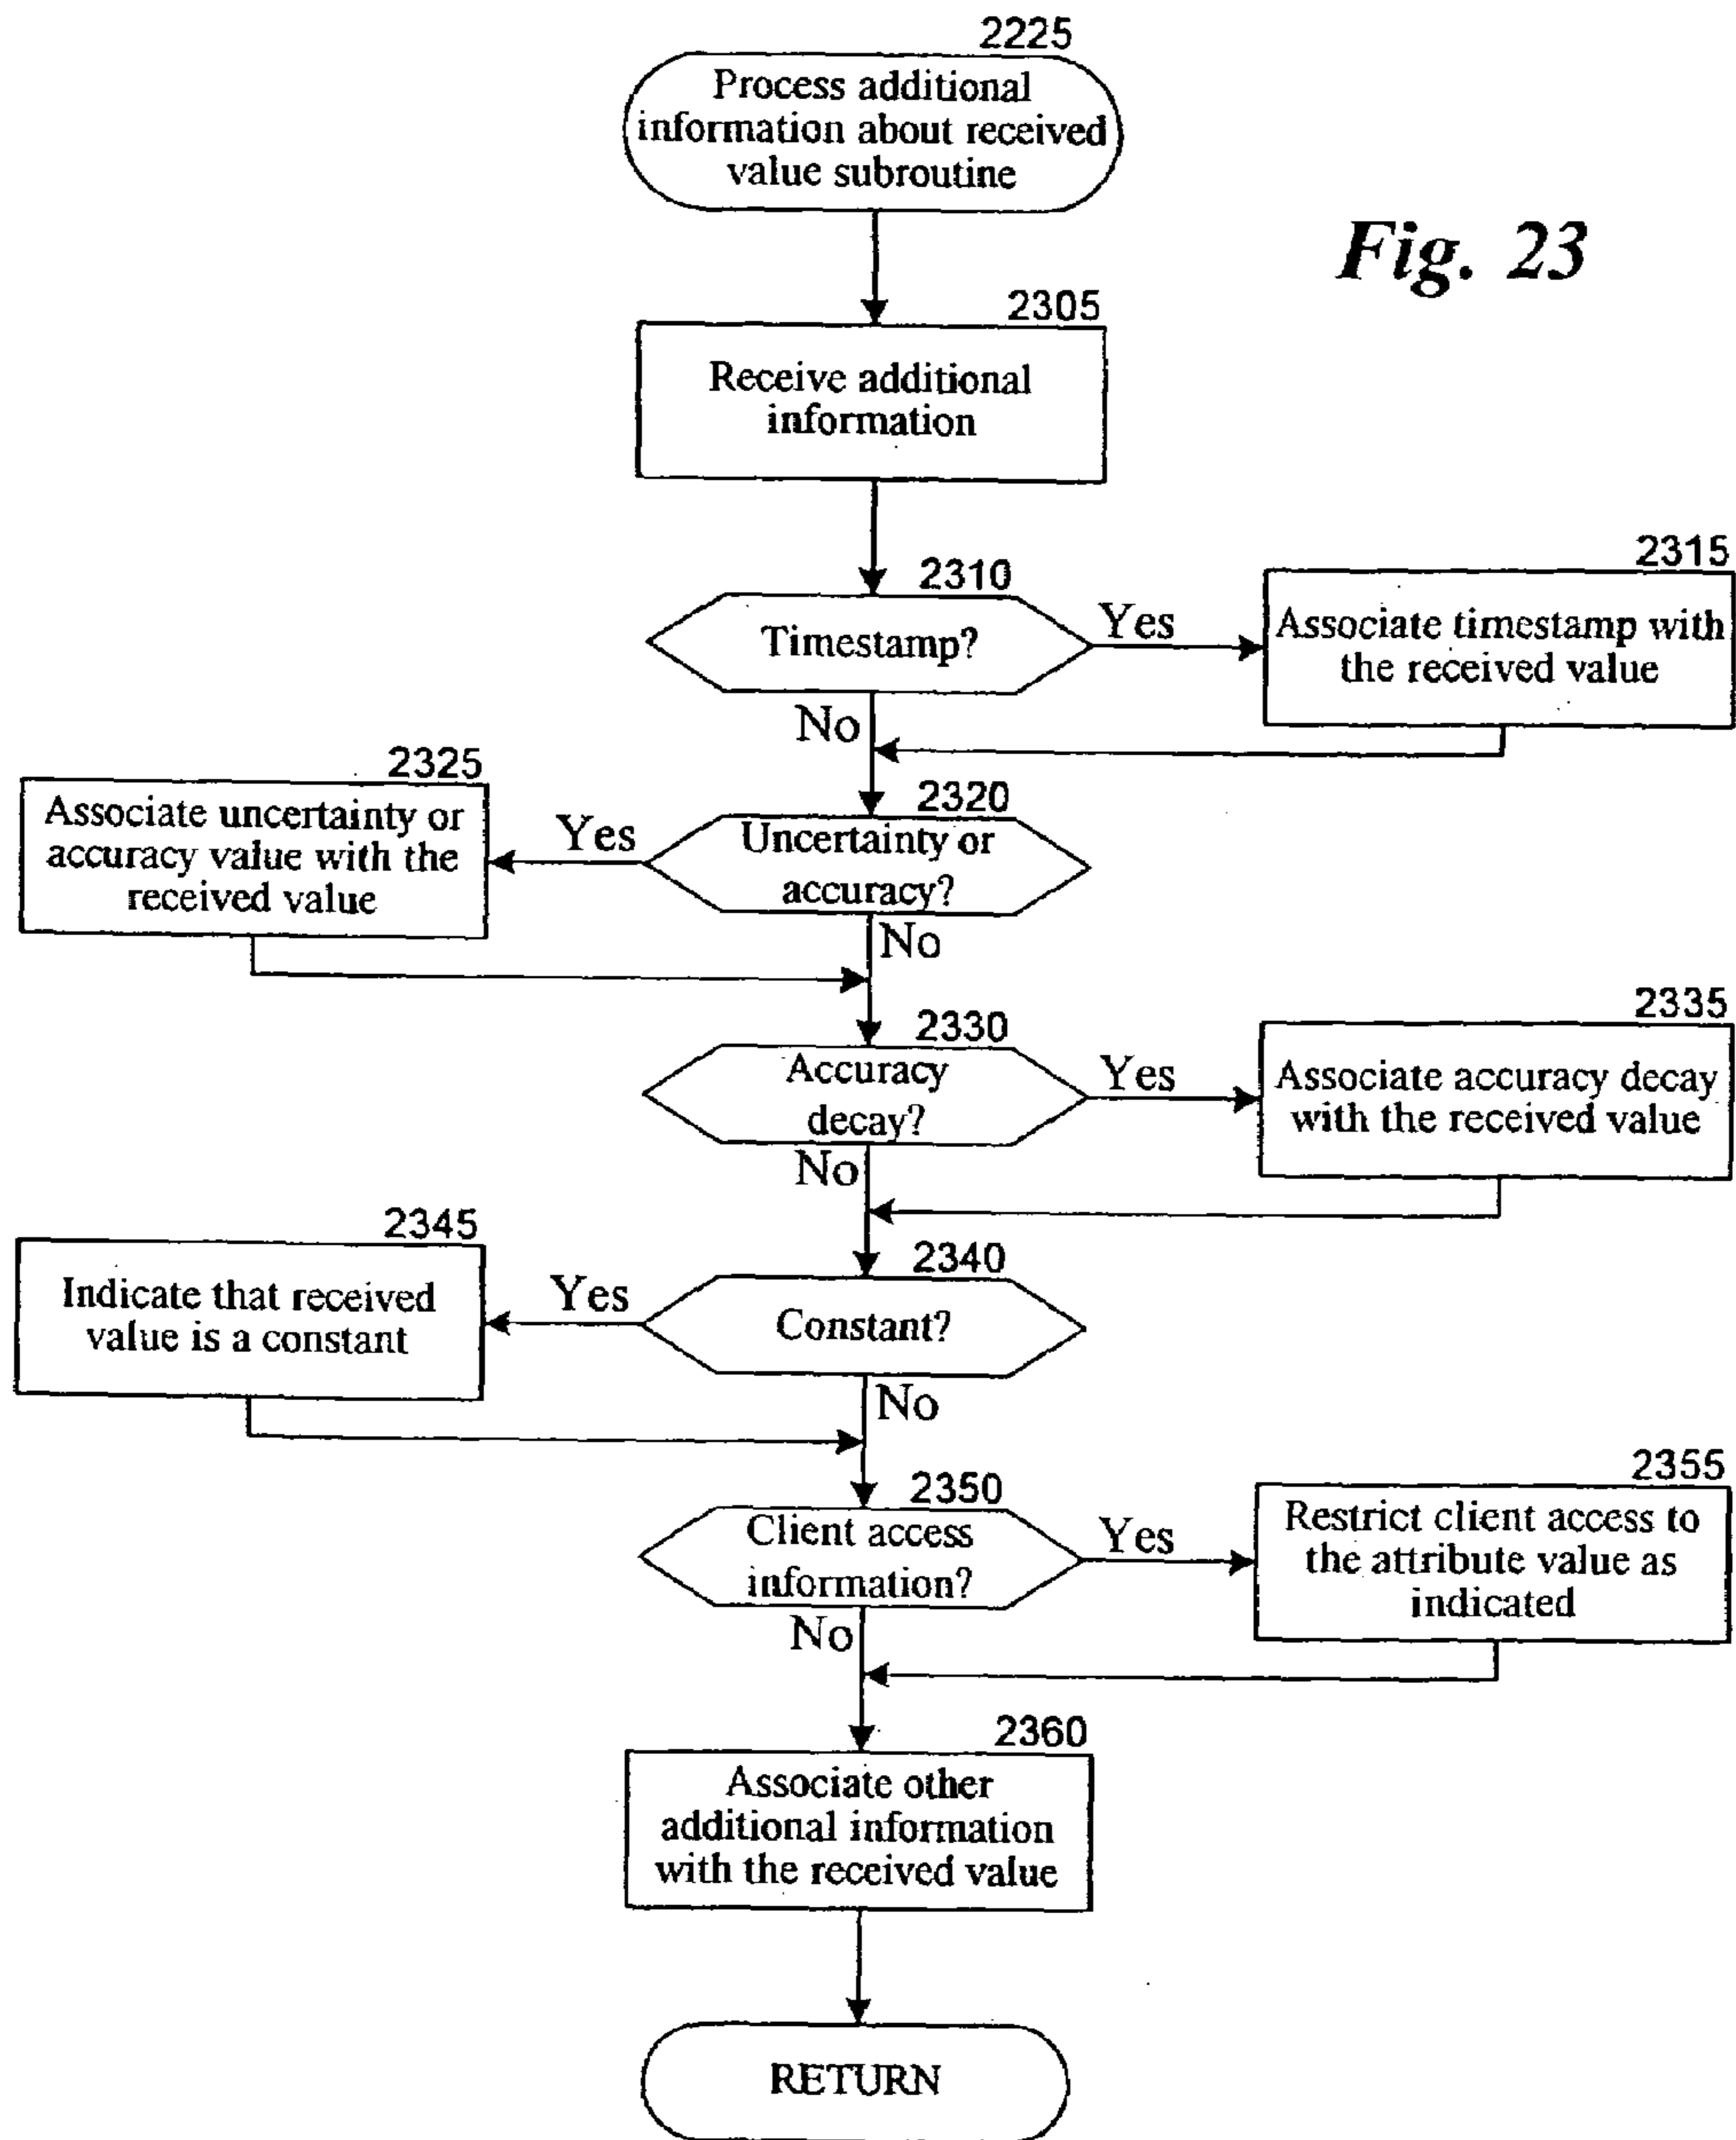 2225
Process additional
information about received
value subroutine
Fig. 23
2305
Receive additional
information
2310
Timestamp?
Yes
2315
Associate timestamp with
the received value
No
2325
Associate uncertainty or
accuracy value with the
received value
Yes
2320
Uncertainty or
accuracy?
No
2330
Accuracy
decay?
Yes
2335
Associate accuracy decay
with the received value
No
2345
Indicate that received
value is a constant
Yes
2340
Constant?
No
2350
Client access
information?
Yes
2355
Restrict client access to
the attribute value as
indicated
No
2360
Associate other
additional information
with the received value
RETURN